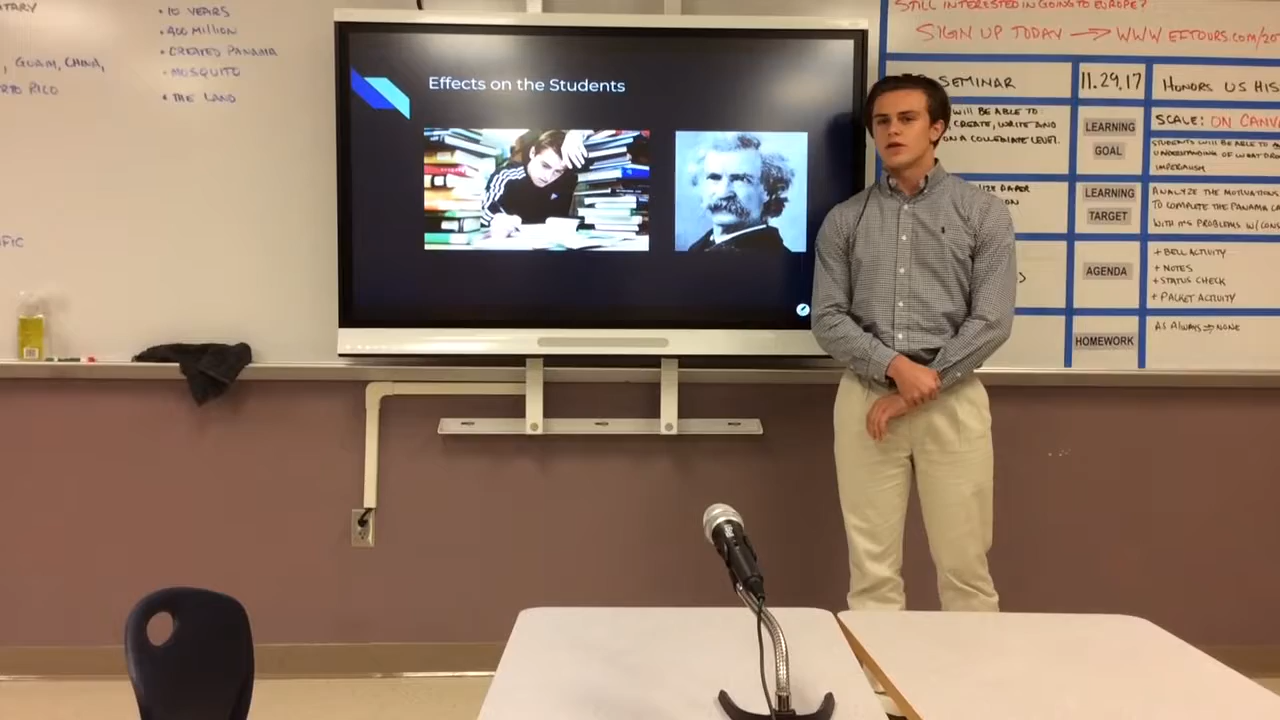 ITARY
, GUAM, CHINA,
RTO RICO
FIC
• 10 YEARS
• 400 MILLION
• CREATED PANAMA
• MOSQUITO
• THE LAND
Effects on the Students
STILL INTERESTED IN GOING TO EUROPE?
SIGN UP TODAY → WWW EFTOURS.COM/20
SEMINAR
11.29.17
HONORS US HIS
WILL BE ABLE TO
CREATE, WRITE AND
ON A COLLEGIATE LEVEL.
LEARNING
GOAL
SCALE: ON CANV
STUDENTS WILL BE ABLE TO
UNDERSTANDING OF WHAT
IMPERIALISM
PAPER
LEARNING
TARGET
ANALYZE THE MOTIVATIONS
TO COMPLETE THE PANAMA CA
WITH ITS PROBLEMS W/
AGENDA
+ BELL ACTIVITY
+ NOTES
+ STATUS CHECK
+ PACKET ACTIVITY
HOMEWORK
AS ALWAYS ⇒ NONE